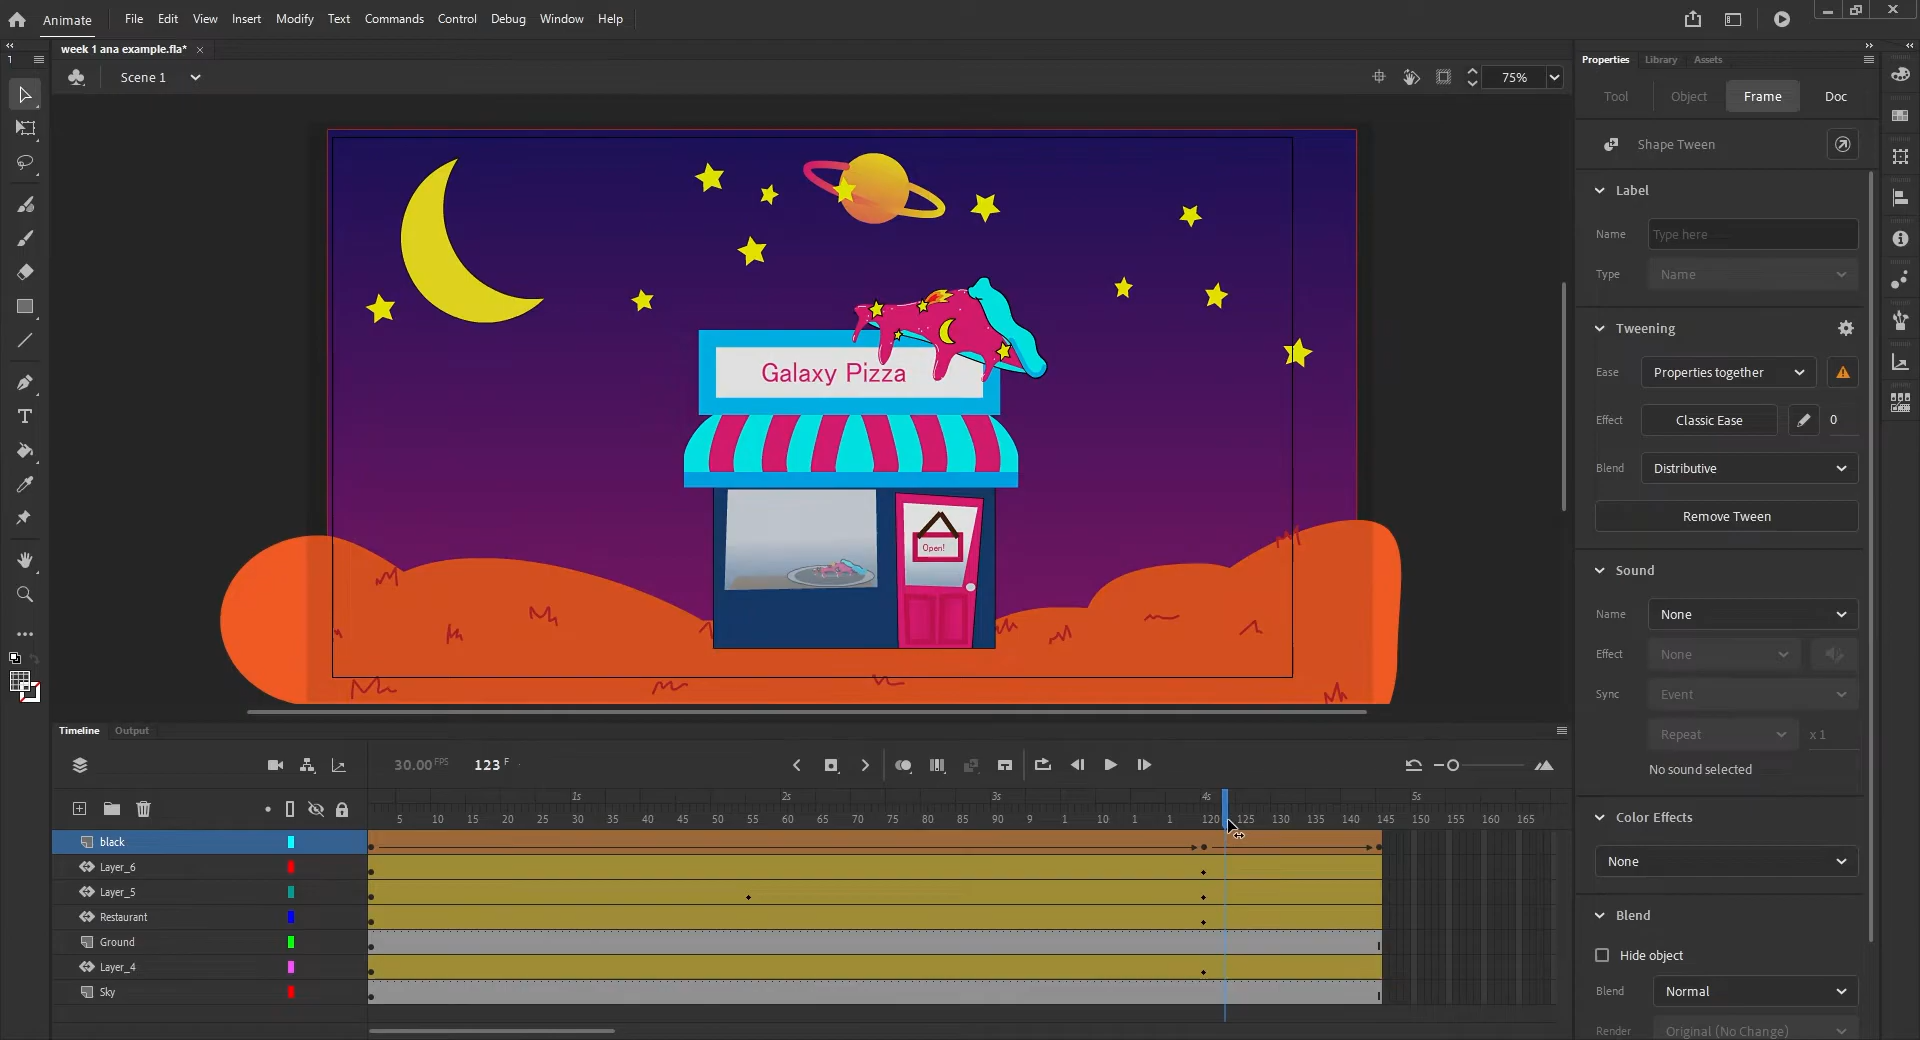 Animate File Edit View Insert Modify Text Commands Control Debug Window Help
week 1 ana example.fla* ×
1
Scene 1 75%
Properties Library Assets
Tool Object Frame Doc
Shape Tween
Label
Name Type here
Type Name
Tweening
Ease Properties together
Effect Classic Ease 0
Blend Distributive
Remove Tween
Sound
Name None
Effect None
Sync Event
Repeat x 1
No sound selected
Color Effects
None
Blend
Hide object
Blend Normal
Render Original (No Change)
Galaxy Pizza
Open!
T
Timeline Output
30.00 FPS 123 F
1s 2s 3s 4s 5s
5 10 15 20 25 30 35 40 45 50 55 60 65 70 75 80 85 90 9 1 10 1 1 120 125 130 135 140 145 150 155 160 165
black
Layer_6
Layer_5
Restaurant
Ground
Layer_4
Sky